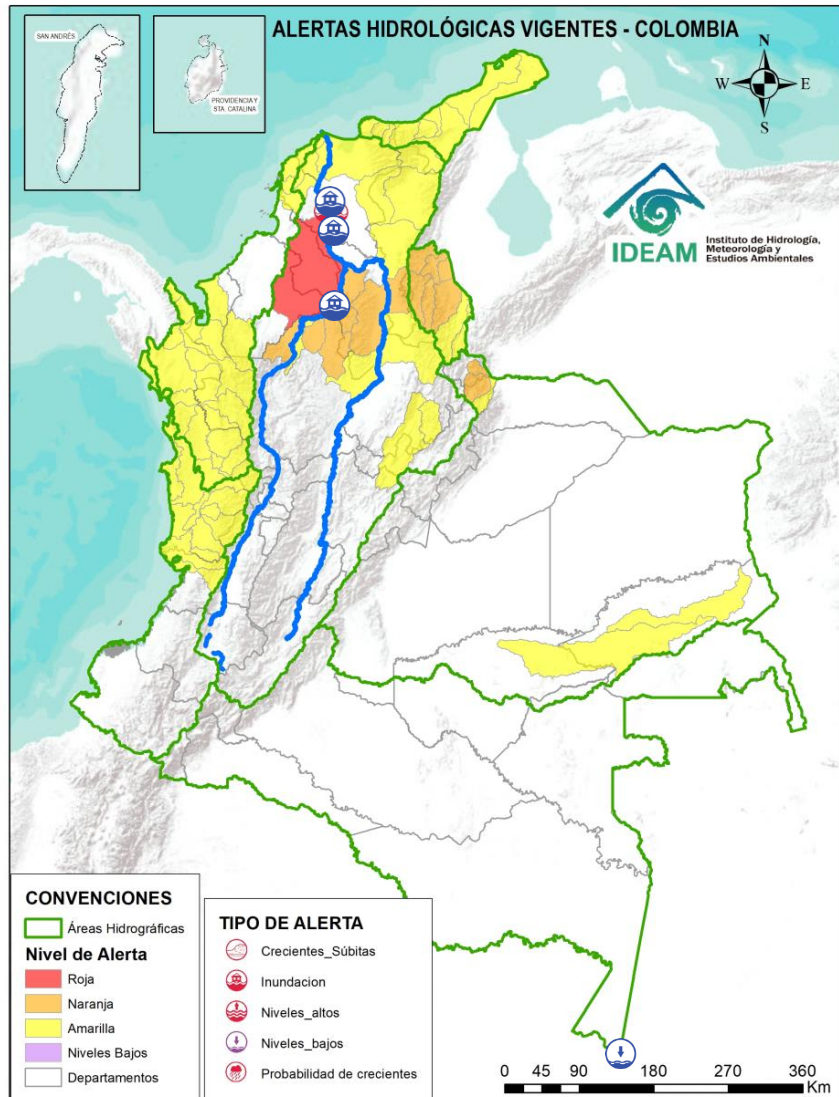 ALERTAS HIDROLÓGICAS VIGENTES - COLOMBIA
SAN ANDRÉS
PROVIDENCIA Y
STA. CATALINA
N
W
E
S
IDEAM
Instituto de Hidrología,
Meteorología y
Estudios Ambientales
CONVENCIONES
Áreas Hidrográficas
Nivel de Alerta
Roja
Naranja
Amarilla
Niveles Bajos
Departamentos
TIPO DE ALERTA
Crecientes_Súbitas
Inundacion
Niveles_altos
Niveles_bajos
Probabilidad de crecientes
0 45 90 180 270 360
Km